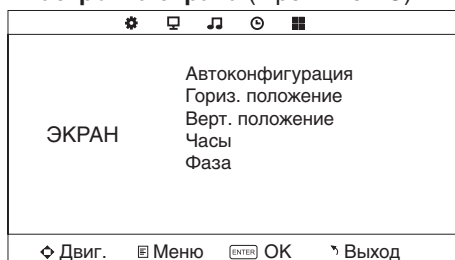 Автоконфигурация
Гориз. положение
Верт. положение
ЭКРАН
Часы
Фаза
Двиг. Меню ENTER OK Выход